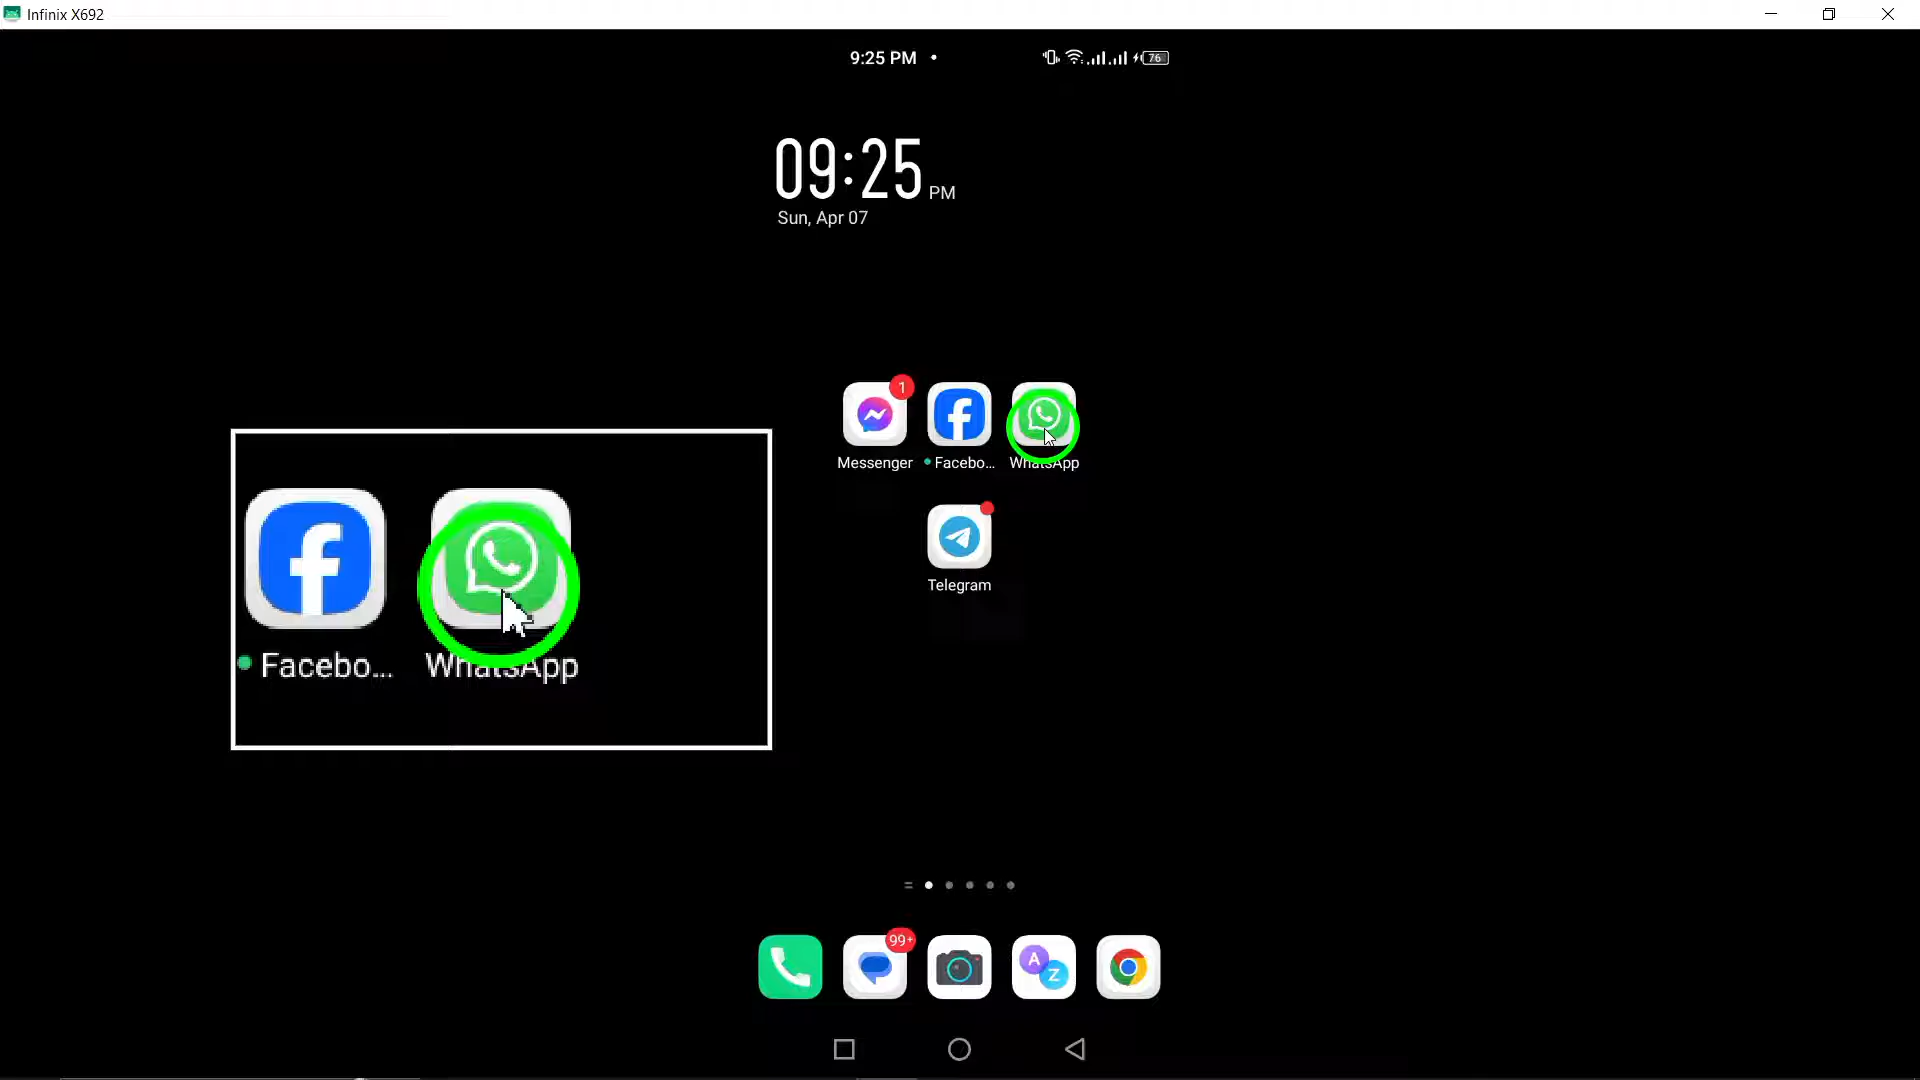 Infinix X692
9:25 PM
76
09:25 PM
Sun, Apr 07
1
Messenger
Facebo...
WhatsApp
Facebo...
WhatsApp
Telegram
99+
A
Z